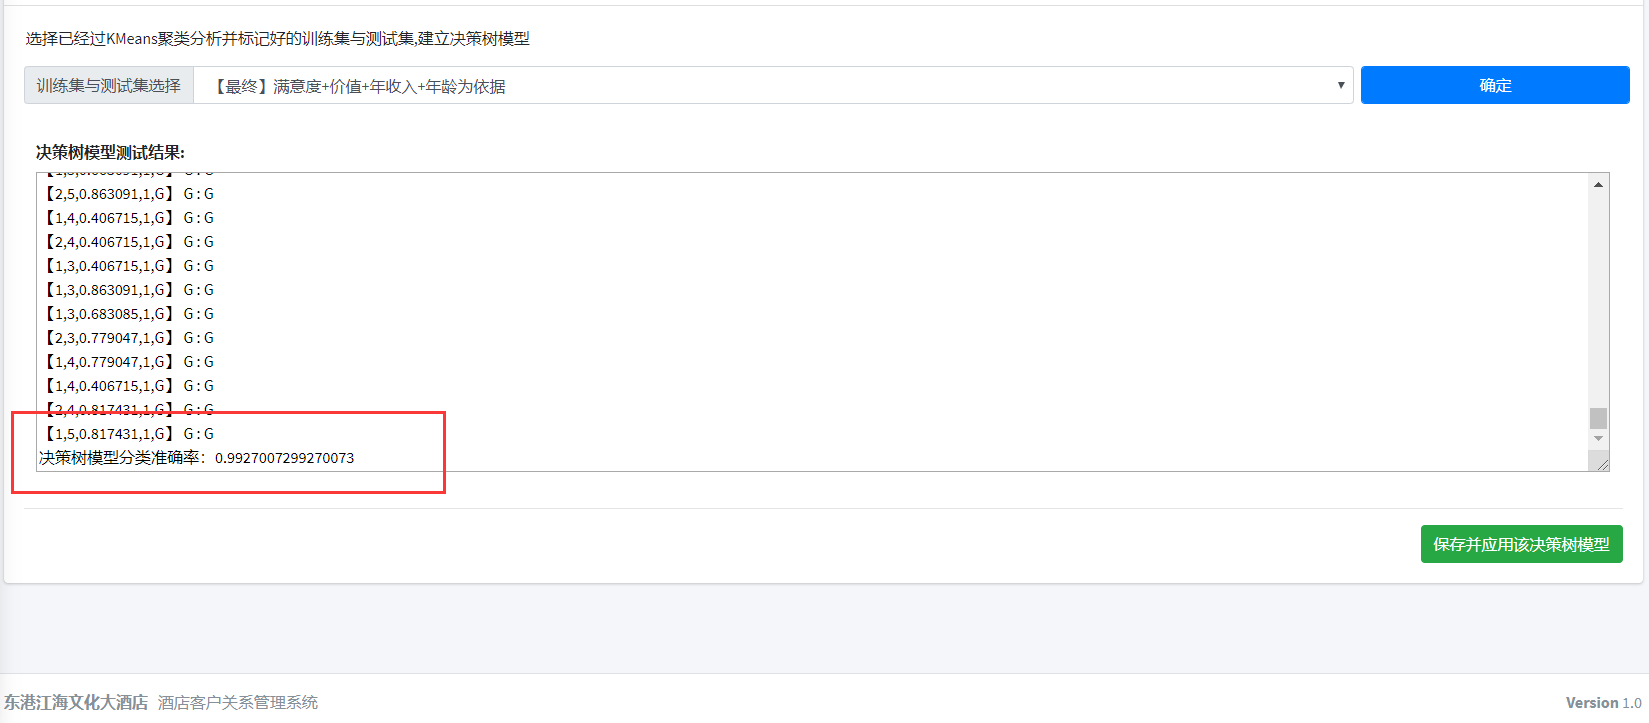 选择已经过KMeans聚类分析并标记好的训练集与测试集,建立决策树模型
训练集与测试集选择
【最终】满意度+价值+年收入+年龄为依据
确定
决策树模型测试结果:
【2,5,0.863091,1,G】 G : G
【1,4,0.406715,1,G】 G : G
【2,4,0.406715,1,G】 G : G
【1,3,0.406715,1,G】 G : G
【1,3,0.863091,1,G】 G : G
【1,3,0.683085,1,G】 G : G
【2,3,0.779047,1,G】 G : G
【1,4,0.779047,1,G】 G : G
【1,4,0.406715,1,G】 G : G
【2,4,0.817431,1,G】 G : G
【1,5,0.817431,1,G】 G : G
决策树模型分类准确率：0.9927007299270073
保存并应用该决策树模型
东港江海文化大酒店 酒店客户关系管理系统
Version 1.0